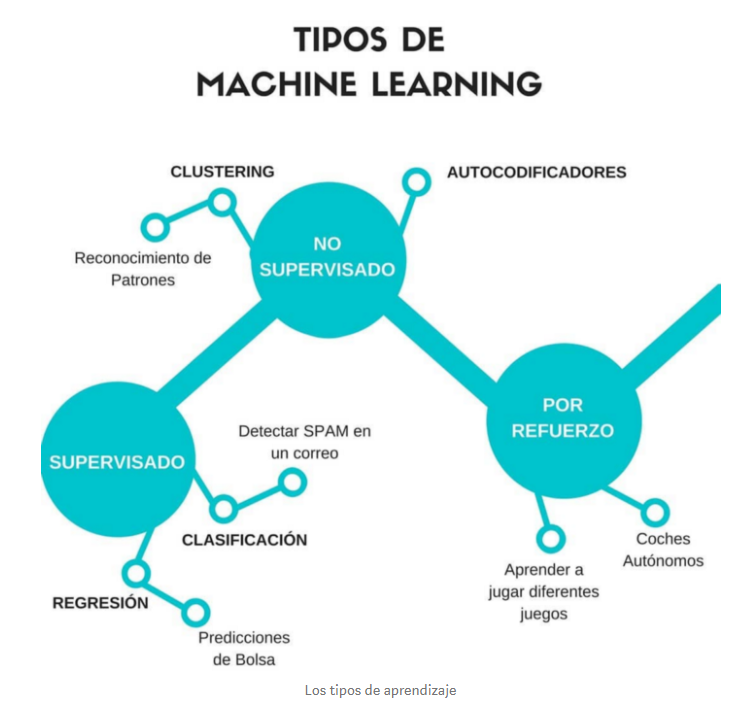 TIPOS DE
MACHINE LEARNING
CLUSTERING
AUTOCODIFICADORES
Reconocimiento de
Patrones
NO
SUPERVISADO
POR
REFUERZO
SUPERVISADO
Detectar SPAM en
un correo
CLASIFICACIÓN
REGRESIÓN
Predicciones
de Bolsa
Aprender a
jugar diferentes
juegos
Coches
Autónomos
Los tipos de aprendizaje